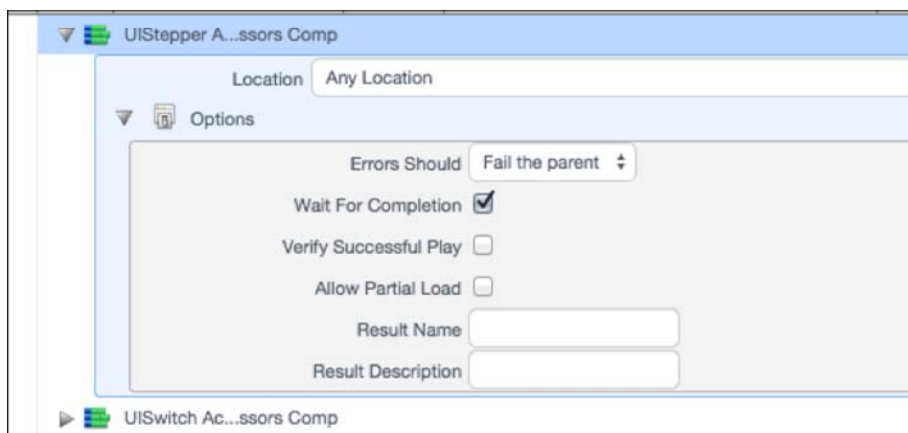 UIStepper A...ssors Comp
Location Any Location
Options
Errors Should Fail the parent
Wait For Completion
Verify Successful Play
Allow Partial Load
Result Name
Result Description
UISwitch Ac...ssors Comp